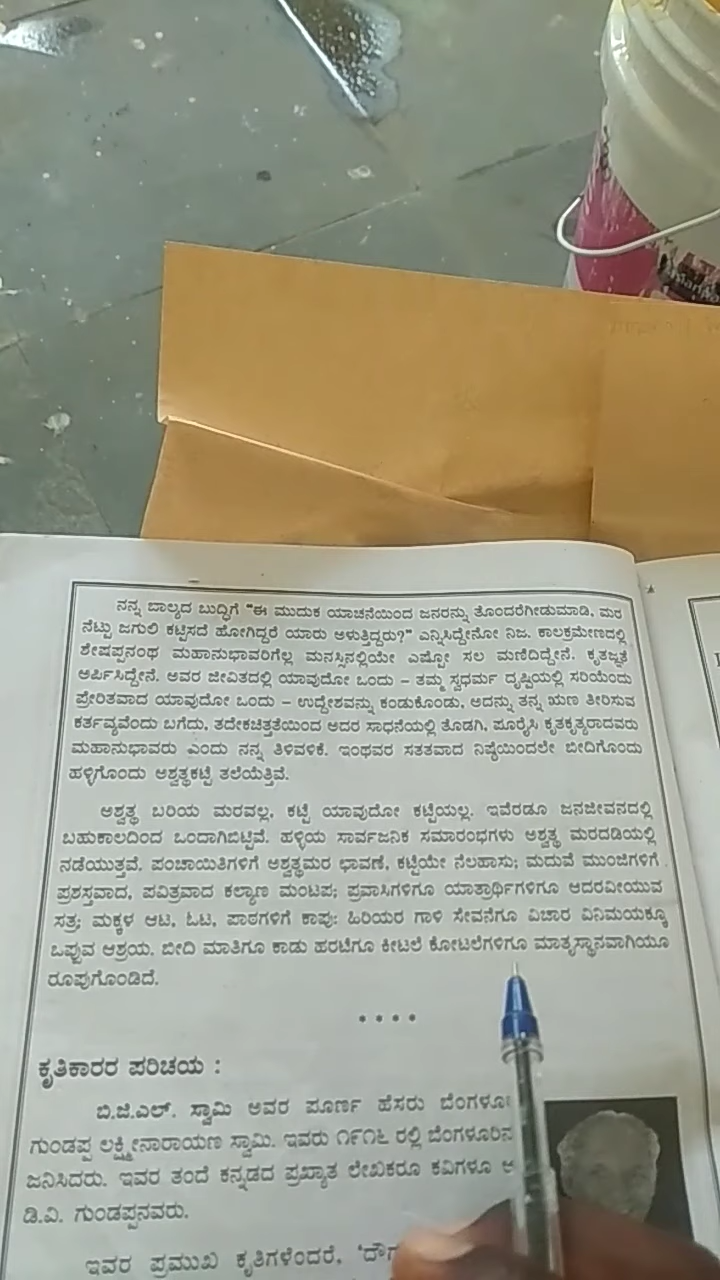 ನನ್ನ ಬಾಲ್ಯದ ಬುದ್ಧಿಗೆ "ಈ ಮುದುಕ ಯಾಚನೆಯಿಂದ ಜನರನ್ನು ತೊಂದರೆಗೀಡುಮಾಡಿ, ಮರ
ನೆಟ್ಟು ಜಗುಲಿ ಕಟ್ಟಿಸದೆ ಹೋಗಿದ್ದರೆ ಯಾರು ಅಳುತ್ತಿದ್ದರು?" ಎನ್ನಿಸಿದ್ದೇನೋ ನಿಜ. ಕಾಲಕ್ರಮೇಣದಲ್ಲಿ
ಶೇಷಪ್ಪನಂಥ ಮಹಾನುಭಾವರಿಗೆಲ್ಲ ಮನಸ್ಸಿನಲ್ಲಿಯೇ ಎಷ್ಟೋ ಸಲ ಮಣಿದಿದ್ದೇನೆ. ಕೃತಜ್ಞತೆ
ಅರ್ಪಿಸಿದ್ದೇನೆ. ಅವರ ಜೀವಿತದಲ್ಲಿ ಯಾವುದೋ ಒಂದು – ತಮ್ಮ ಸ್ವಧರ್ಮ ದೃಷ್ಟಿಯಲ್ಲಿ ಸರಿಯೆಂದು
ಪ್ರೇರಿತವಾದ ಯಾವುದೋ ಒಂದು – ಉದ್ದೇಶವನ್ನು ಕಂಡುಕೊಂಡು, ಅದನ್ನು ತನ್ನ ಋಣ ತೀರಿಸುವ
ಕರ್ತವ್ಯವೆಂದು ಬಗೆದು, ತದೇಕಚಿತ್ತತೆಯಿಂದ ಅದರ ಸಾಧನೆಯಲ್ಲಿ ತೊಡಗಿ, ಪೂರೈಸಿ ಕೃತಕೃತ್ಯರಾದವರು
ಮಹಾನುಭಾವರು ಎಂದು ನನ್ನ ತಿಳಿವಳಿಕೆ. ಇಂಥವರ ಸತತವಾದ ನಿಷ್ಠೆಯಿಂದಲೇ ಬೀದಿಗೊಂದು
ಹಳ್ಳಿಗೊಂದು ಅಶ್ವತ್ಥಕಟ್ಟೆ ತಲೆಯೆತ್ತಿವೆ.
ಅಶ್ವತ್ಥ ಬರಿಯ ಮರವಲ್ಲ, ಕಟ್ಟೆ ಯಾವುದೋ ಕಟ್ಟೆಯಲ್ಲ. ಇವೆರಡೂ ಜನಜೀವನದಲ್ಲಿ
ಬಹುಕಾಲದಿಂದ ಒಂದಾಗಿಬಿಟ್ಟಿವೆ. ಹಳ್ಳಿಯ ಸಾರ್ವಜನಿಕ ಸಮಾರಂಭಗಳು ಅಶ್ವತ್ಥ ಮರದಡಿಯಲ್ಲಿ
ನಡೆಯುತ್ತವೆ. ಪಂಚಾಯಿತಿಗಳಿಗೆ ಅಶ್ವತ್ಥಮರ ಛಾವಣೆ, ಕಟ್ಟಿಯೇ ನೆಲಹಾಸು; ಮದುವೆ ಮುಂಜಿಗಳಿಗೆ
ಪ್ರಶಸ್ತವಾದ, ಪವಿತ್ರವಾದ ಕಲ್ಯಾಣ ಮಂಟಪ; ಪ್ರವಾಸಿಗಳಿಗೂ ಯಾತ್ರಾರ್ಥಿಗಳಿಗೂ ಆದರವೀಯುವ
ಸತ್ರ; ಮಕ್ಕಳ ಆಟ, ಓಟ, ಪಾಠಗಳಿಗೆ ಕಾಪು; ಹಿರಿಯರ ಗಾಳಿ ಸೇವನೆಗೂ ವಿಚಾರ ವಿನಿಮಯಕ್ಕೂ
ಒಪ್ಪುವ ಆಶ್ರಯ. ಬೀದಿ ಮಾತಿಗೂ ಕಾಡು ಹರಟೆಗೂ ಕೀಟಲೆ ಕೋಟಲೆಗಳಿಗೂ ಮಾತೃಸ್ಥಾನವಾಗಿಯೂ
ರೂಪುಗೊಂಡಿದೆ.
* * * *
ಕೃತಿಕಾರರ ಪರಿಚಯ :
ಬಿ.ಜಿ.ಎಲ್. ಸ್ವಾಮಿ ಅವರ ಪೂರ್ಣ ಹೆಸರು
ಗುಂಡಪ್ಪ ಲಕ್ಷ್ಮೀನಾರಾಯಣ ಸ್ವಾಮಿ. ಇವರು ೧೯೧೬ ರಲ್ಲಿ ಬೆಂಗಳೂರಿನ
ಜನಿಸಿದರು. ಇವರ ತಂದೆ ಕನ್ನಡದ ಪ್ರಖ್ಯಾತ ಲೇಖಕರೂ ಕವಿಗಳೂ
ಡಿ.ವಿ. ಗುಂಡಪ್ಪನವರು.
ಇವರ ಪ್ರಮುಖ ಕೃತಿಗಳೆಂದರೆ,